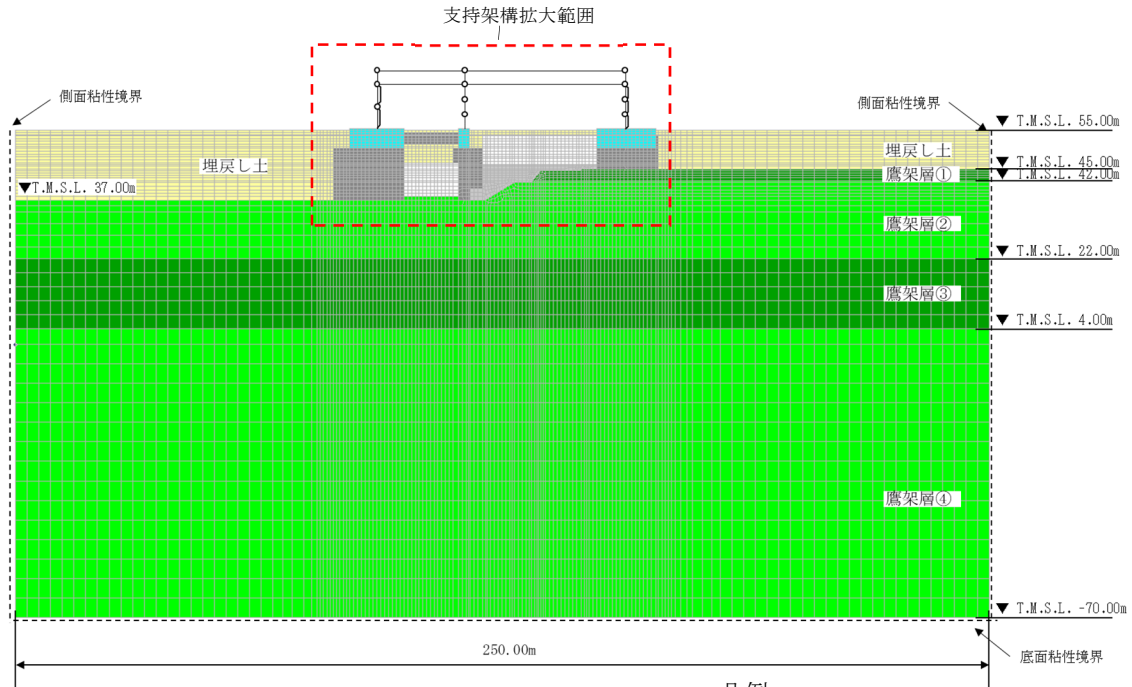 支持架構拡大範囲
側面粘性境界
側面粘性境界
▼ T.M.S.L. 55.00m
埋戻し土
埋戻し土
▼ T.M.S.L. 45.00m
鷹架層①
▼ T.M.S.L. 42.00m
▼T.M.S.L. 37.00m
鷹架層②
▼ T.M.S.L. 22.00m
鷹架層③
▼ T.M.S.L. 4.00m
鷹架層④
▼ T.M.S.L. -70.00m
250.00m
底面粘性境界